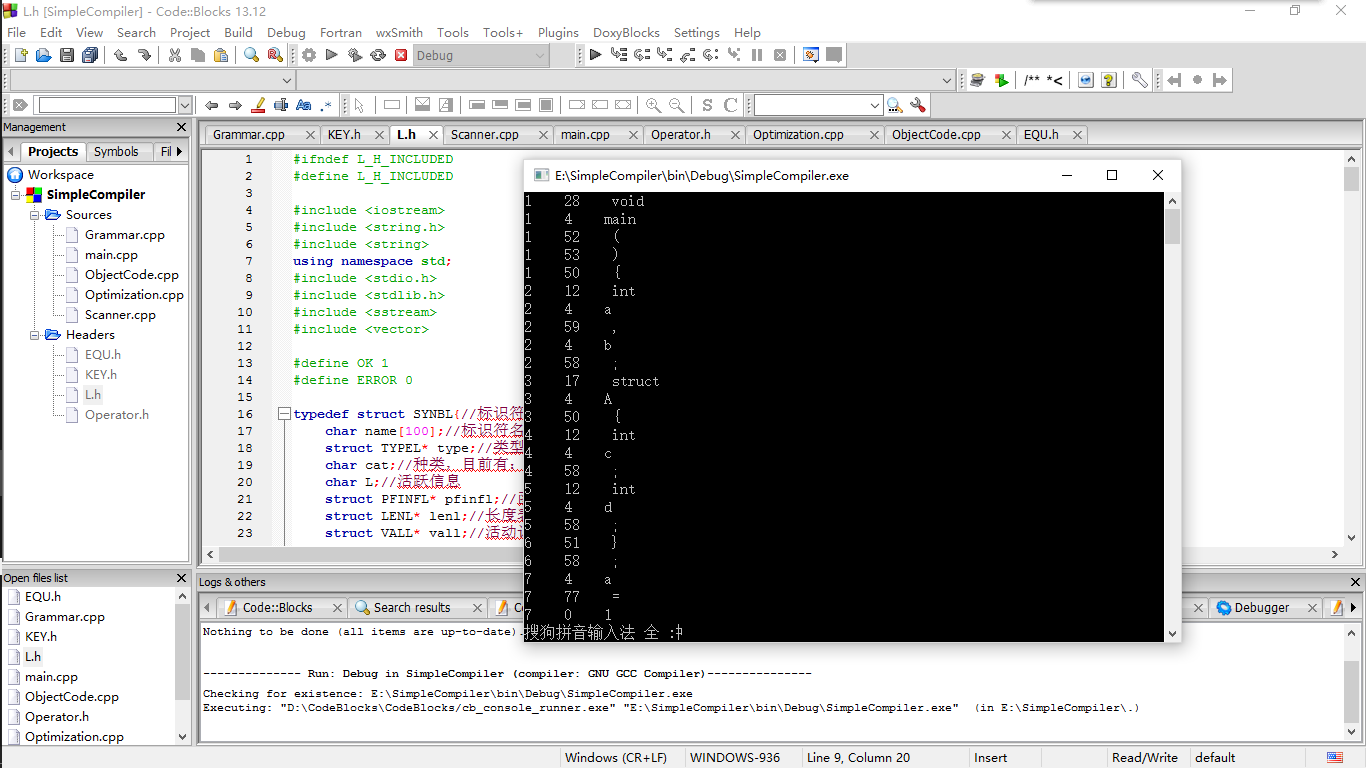 L.h [SimpleCompiler] - Code::Blocks 13.12
File Edit View Search Project Build Debug Fortran wxSmith Tools Tools+ Plugins DoxyBlocks Settings Help
Debug
/** *<
Aa .*
S C
Management
Projects Symbols Fil
Workspace
SimpleCompiler
Sources
Grammar.cpp
main.cpp
ObjectCode.cpp
Optimization.cpp
Scanner.cpp
Headers
EQU.h
KEY.h
L.h
Operator.h
Open files list
EQU.h
Grammar.cpp
KEY.h
L.h
main.cpp
ObjectCode.cpp
Operator.h
Optimization.cpp
Grammar.cpp KEY.h L.h Scanner.cpp main.cpp Operator.h Optimization.cpp ObjectCode.cpp EQU.h
1 #ifndef L_H_INCLUDED
2 #define L_H_INCLUDED
3
4 #include <iostream>
5 #include <string.h>
6 #include <string>
7 using namespace std;
8 #include <stdio.h>
9 #include <stdlib.h>
10 #include <sstream>
11 #include <vector>
12
13 #define OK 1
14 #define ERROR 0
15
16 typedef struct SYNBL{//标识符
17 char name[100];//标识符名
18 struct TYPEL* type;//类型
19 char cat;//种类，目前有：
20 char L;//活跃信息
21 struct PFINFL* pfinfl;//
22 struct LENL* lenl;//长度
23 struct VALL* vall;//活动
E:\SimpleCompiler\bin\Debug\SimpleCompiler.exe
1 28 void
1 4 main
1 52 (
1 53 )
1 50 {
2 12 int
2 4 a
2 59 ,
2 4 b
2 58 ;
3 17 struct
3 4 A
3 50 {
4 12 int
4 4 c
4 58 ;
5 12 int
5 4 d
5 58 ;
6 51 }
6 58 ;
7 4 a
7 77 =
7 0 1
搜狗拼音输入法 全 :
Logs & others
Code::Blocks Search results Debugger
Nothing to be done (all items are up-to-date).
-------------- Run: Debug in SimpleCompiler (compiler: GNU GCC Compiler)---------------
Checking for existence: E:\SimpleCompiler\bin\Debug\SimpleCompiler.exe
Executing: "D:\CodeBlocks\CodeBlocks/cb_console_runner.exe" "E:\SimpleCompiler\bin\Debug\SimpleCompiler.exe" (in E:\SimpleCompiler\.)
Windows (CR+LF) WINDOWS-936 Line 9, Column 20 Insert Read/Write default